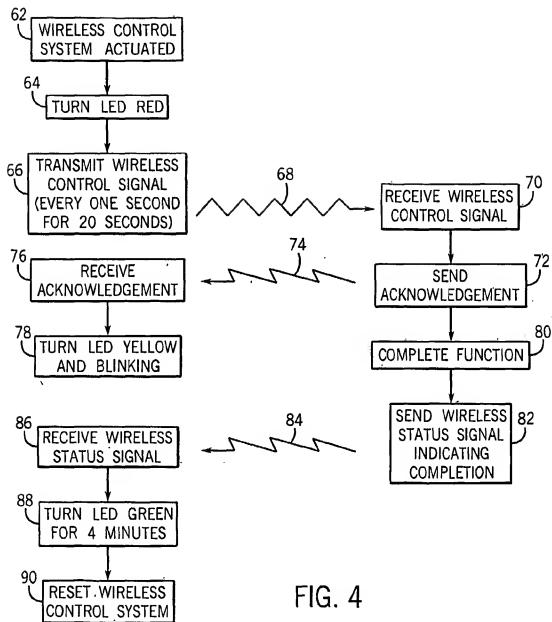 62
WIRELESS CONTROL
SYSTEM ACTUATED
64
TURN LED RED
66
TRANSMIT WIRELESS
CONTROL SIGNAL
(EVERY ONE SECOND
FOR 20 SECONDS)
68
RECEIVE WIRELESS
CONTROL SIGNAL
70
76
RECEIVE
ACKNOWLEDGEMENT
74
SEND
ACKNOWLEDGEMENT
72
78
TURN LED YELLOW
AND BLINKING
COMPLETE FUNCTION
80
86
RECEIVE WIRELESS
STATUS SIGNAL
84
SEND WIRELESS
STATUS SIGNAL
INDICATING
COMPLETION
82
88
TURN LED GREEN
FOR 4 MINUTES
90
RESET WIRELESS
CONTROL SYSTEM
FIG. 4